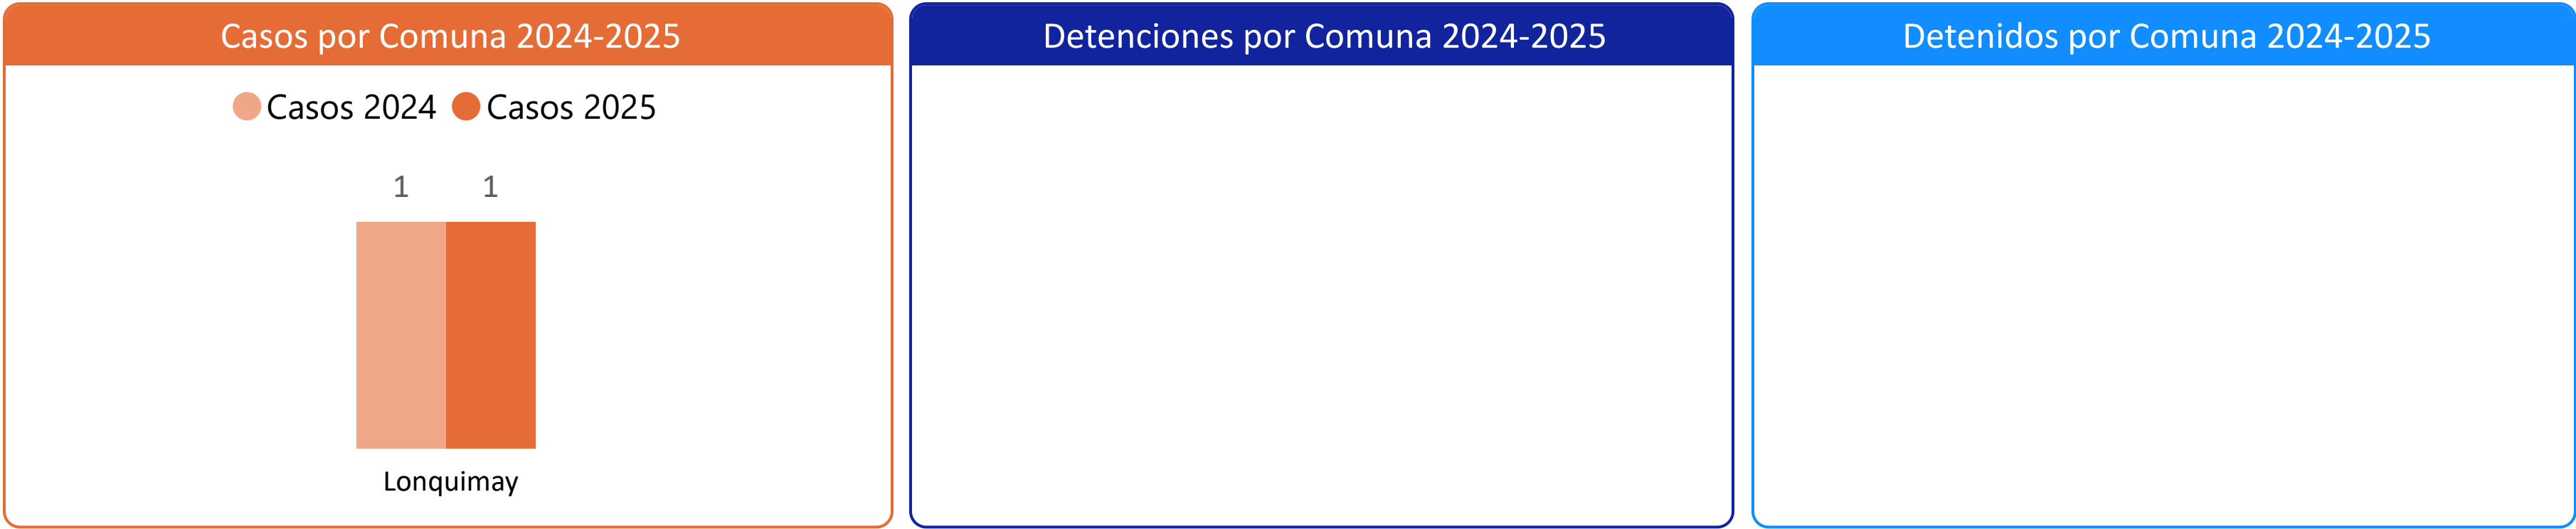 Casos por Comuna 2024-2025
Casos 2024 Casos 2025
1 1
Lonquimay
Detenciones por Comuna 2024-2025
Detenidos por Comuna 2024-2025